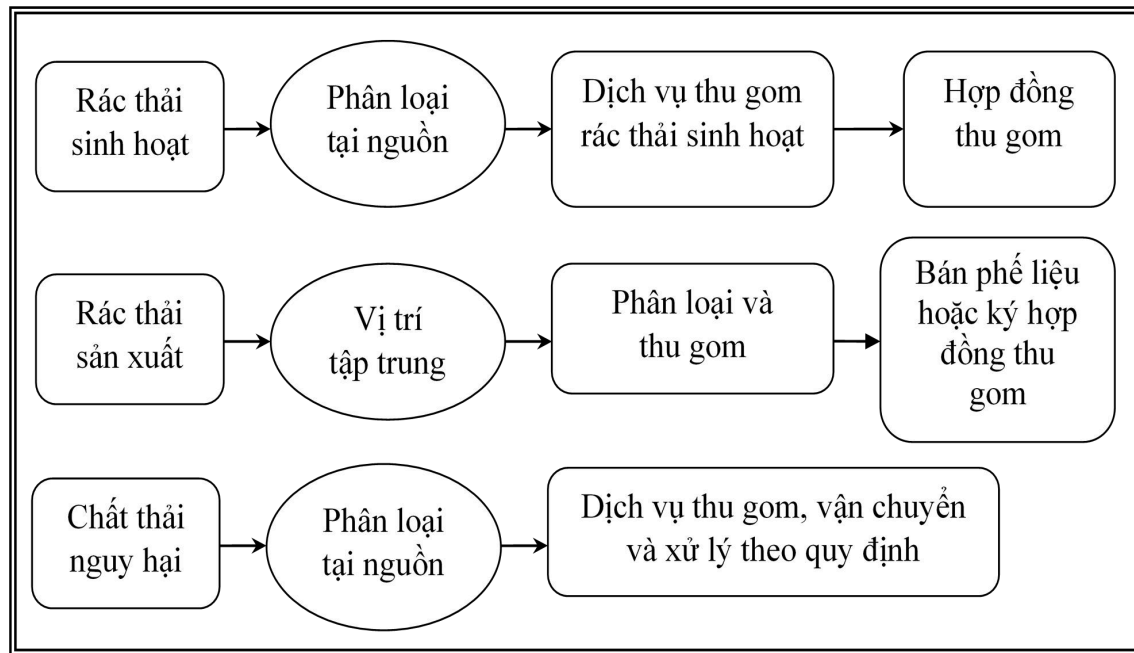 Rác thải
sinh hoạt
Phân loại
tại nguồn
Dịch vụ thu gom
rác thải sinh hoạt
Hợp đồng
thu gom
Rác thải
sản xuất
Vị trí
tập trung
Phân loại và
thu gom
Bán phế liệu
hoặc ký hợp
đồng thu
gom
Chất thải
nguy hại
Phân loại
tại nguồn
Dịch vụ thu gom, vận chuyển
và xử lý theo quy định